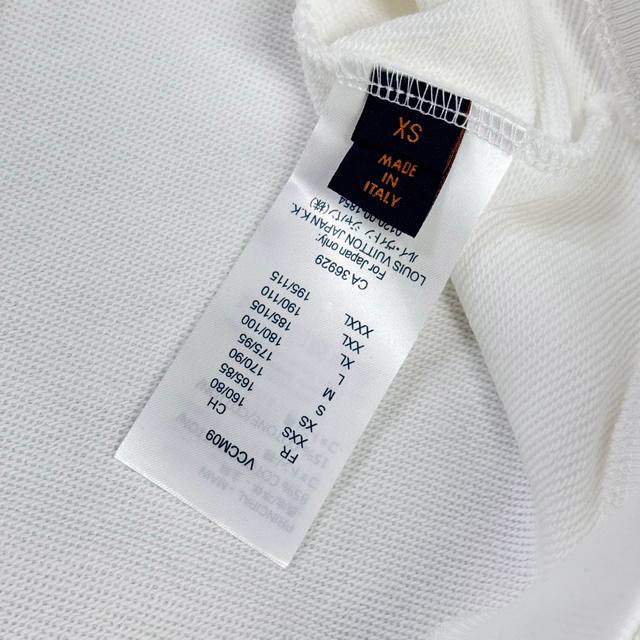 XS
MADE
IN
ITALY
VCCM09
FR CH
XXS 160/80
XS 165/85
S 170/90
M 175/95
L 180/100
XL 185/105
XXL 190/110
XXXL 195/115
CA 36929
For Japan only:
LOUIS VUITTON JAPAN K.K.
ルイ・ヴィトン ジャパン(株)
0120-00-1854